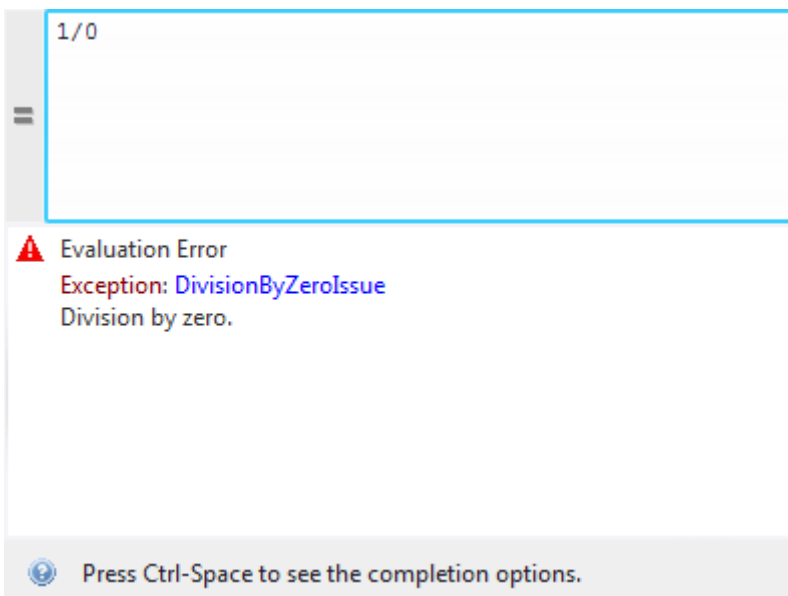 1/0
=
Evaluation Error
Exception: DivisionByZeroIssue
Division by zero.
Press Ctrl-Space to see the completion options.